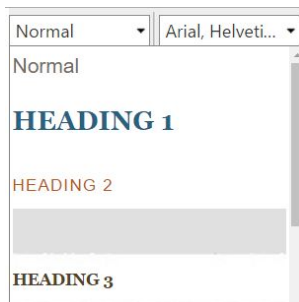 Normal Arial, Helveti...
Normal
HEADING 1
HEADING 2
HEADING 3